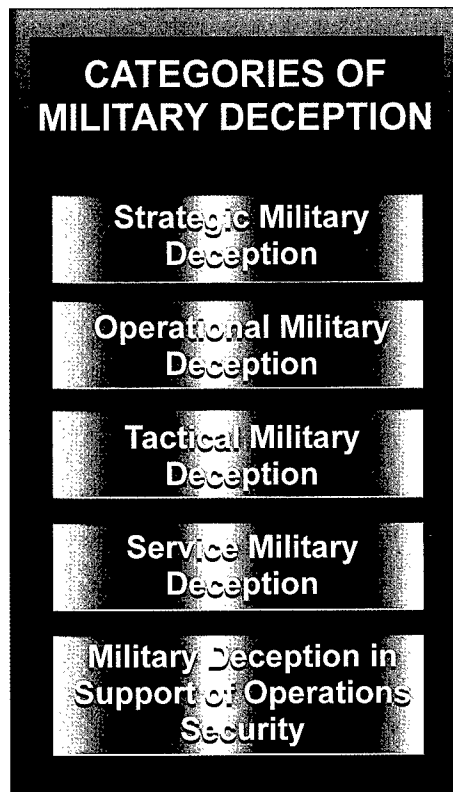 CATEGORIES OF
MILITARY DECEPTION
Strategic Military
Deception
Operational Military
Deception
Tactical Military
Deception
Service Military
Deception
Military Deception in
Support of Operations
Security